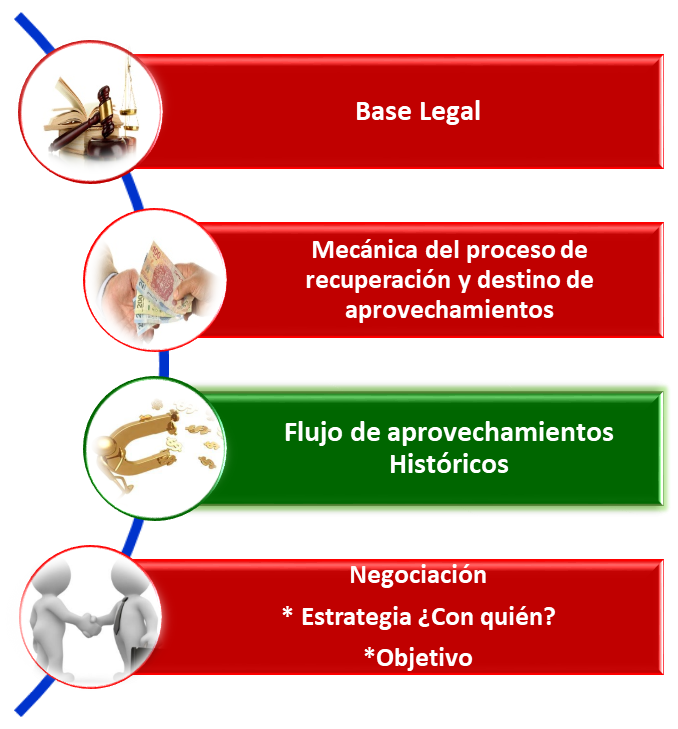 Base Legal
Mecánica del proceso de
recuperación y destino de
aprovechamientos
Flujo de aprovechamientos
Históricos
Negociación
* Estrategia ¿Con quién?
*Objetivo